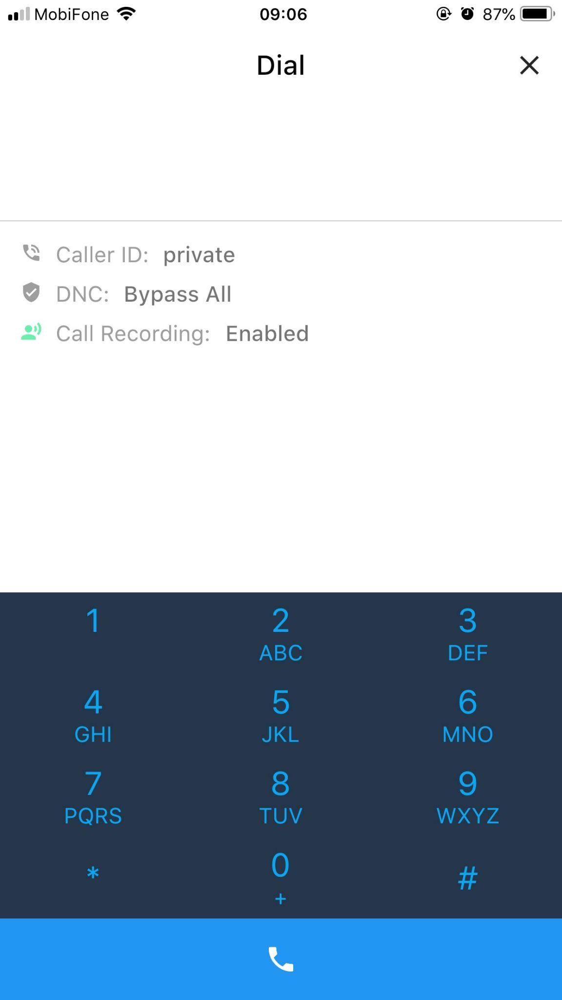 MobiFone 09:06 87%
Dial
Caller ID: private
DNC: Bypass All
Call Recording: Enabled
1 2 3
ABC DEF
4 5 6
GHI JKL MNO
7 8 9
PQRS TUV WXYZ
* 0 #
+